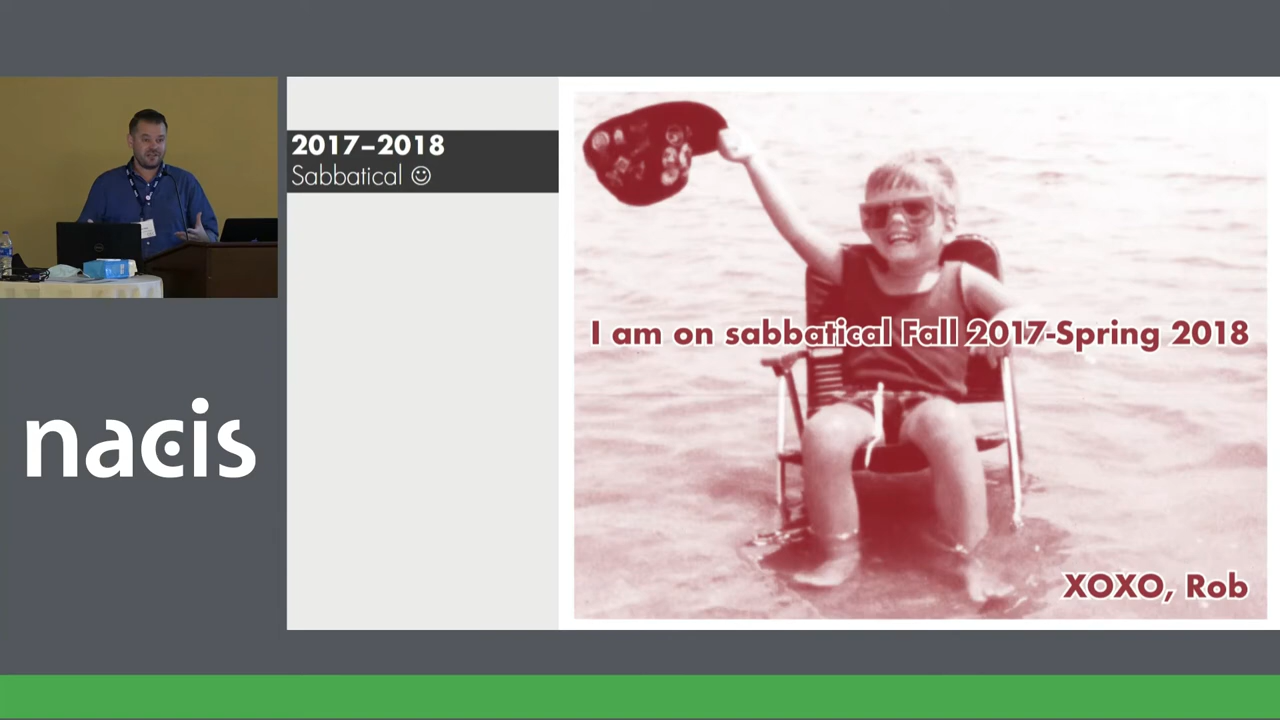 2017–2018
Sabbatical ☺
I am on sabbatical Fall 2017-Spring 2018
XOXO, Rob
nacis